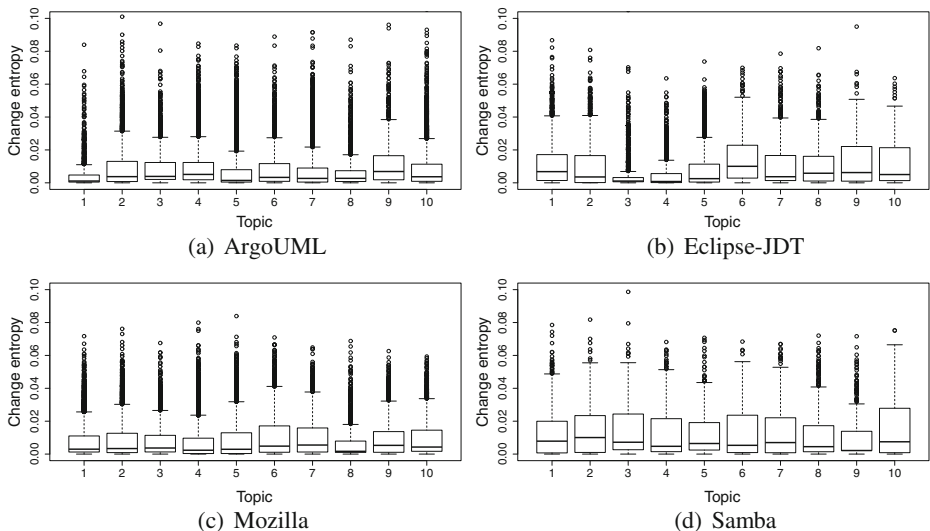 0.10
0.08
0.06
0.04
0.02
0.00
Change entropy
1 2 3 4 5 6 7 8 9 10
Topic
(a) ArgoUML
0.10
0.08
0.06
0.04
0.02
0.00
Change entropy
1 2 3 4 5 6 7 8 9 10
Topic
(b) Eclipse-JDT
0.10
0.08
0.06
0.04
0.02
0.00
Change entropy
1 2 3 4 5 6 7 8 9 10
Topic
(c) Mozilla
0.10
0.08
0.06
0.04
0.02
0.00
Change entropy
1 2 3 4 5 6 7 8 9 10
Topic
(d) Samba